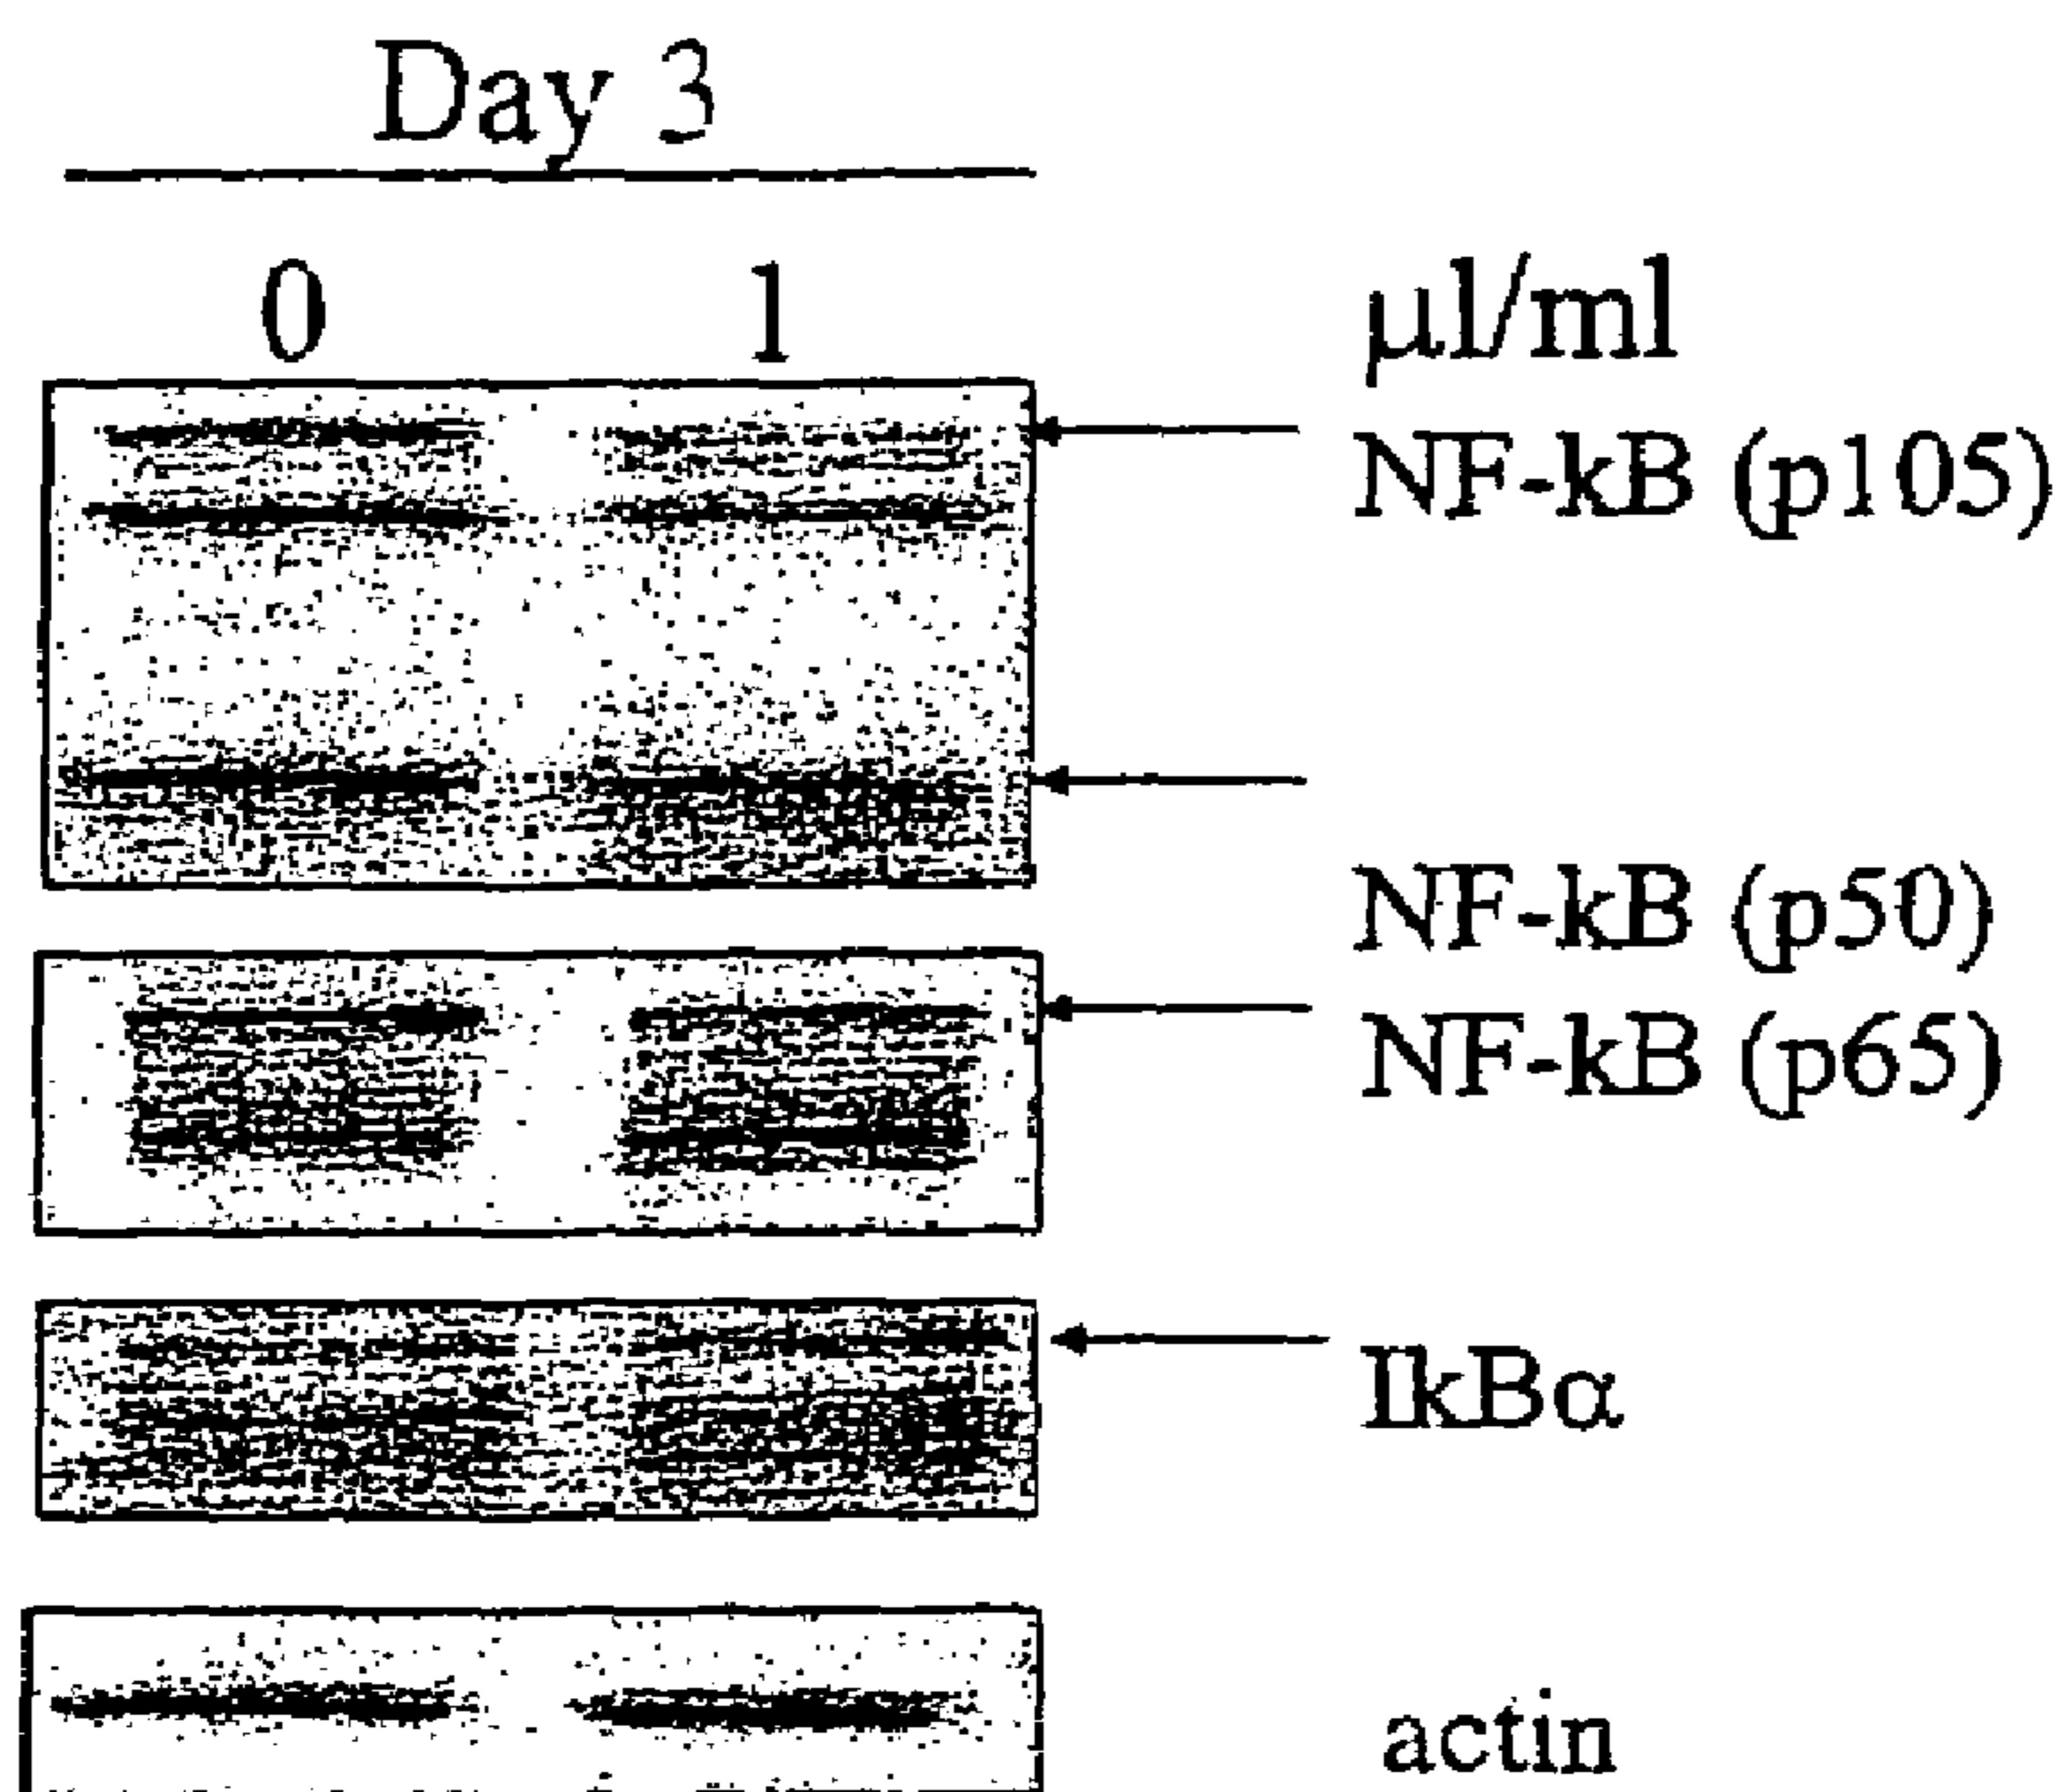 Day 3
0 1 µl/ml
NF-kB (p105)
NF-kB (p50)
NF-kB (p65)
IkBα
actin